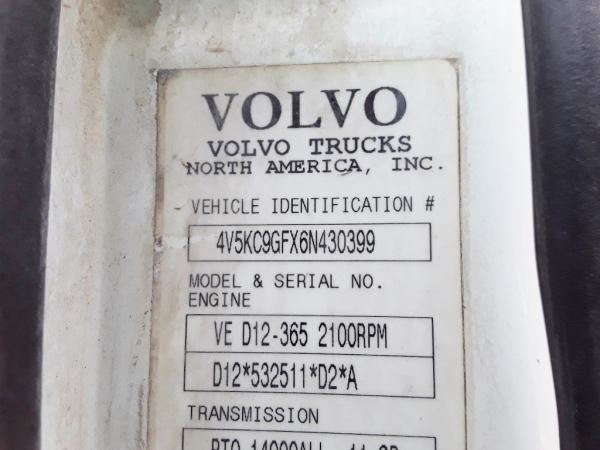 VOLVO
VOLVO TRUCKS
NORTH AMERICA, INC.
VEHICLE IDENTIFICATION #
4V5KC9GFX6N430399
MODEL & SERIAL NO.
ENGINE
VE D12-365 2100RPM
D12*532511*D2*A
TRANSMISSION